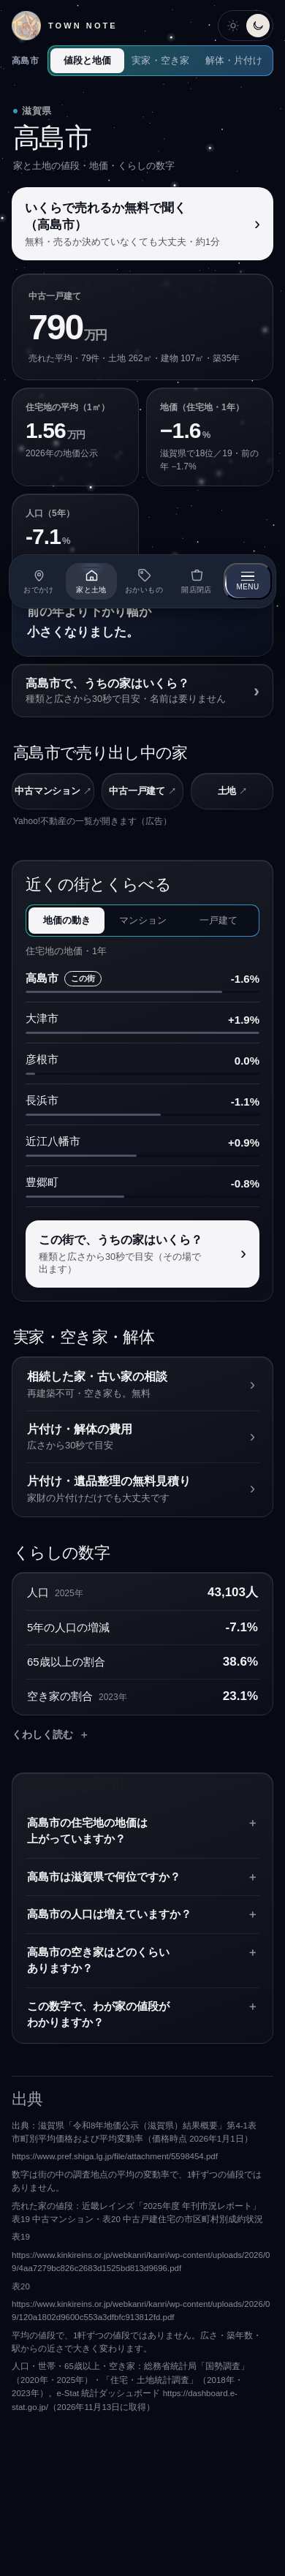 TOWN NOTE
高島市
値段と地価
実家・空き家
解体・片付け
滋賀県
高島市
家と土地の値段・地価・くらしの数字
いくらで売れるか無料で聞く
（高島市）
無料・売るか決めていなくても大丈夫・約1分
›
中古一戸建て
790万円
売れた平均・79件・土地 262㎡・建物 107㎡・築35年
住宅地の平均（1㎡）
1.56万円
2026年の地価公示
地価（住宅地・1年）
−1.6%
滋賀県で18位／19・前の
年 −1.7%
人口（5年）
-7.1%
おでかけ
家と土地
おかいもの
開店閉店
MENU
前の年より下がり幅が
小さくなりました。
高島市で、うちの家はいくら？
種類と広さから30秒で目安・名前は要りません
›
高島市で売り出し中の家
中古マンション ↗
中古一戸建て ↗
土地 ↗
Yahoo!不動産の一覧が開きます（広告）
近くの街とくらべる
地価の動き
マンション
一戸建て
住宅地の地価・1年
高島市 この街 -1.6%
大津市 +1.9%
彦根市 0.0%
長浜市 -1.1%
近江八幡市 +0.9%
豊郷町 -0.8%
この街で、うちの家はいくら？
種類と広さから30秒で目安（その場で
出ます）
›
実家・空き家・解体
相続した家・古い家の相談
再建築不可・空き家も。無料
›
片付け・解体の費用
広さから30秒で目安
›
片付け・遺品整理の無料見積り
家財の片付けだけでも大丈夫です
›
くらしの数字
人口 2025年 43,103人
5年の人口の増減 -7.1%
65歳以上の割合 38.6%
空き家の割合 2023年 23.1%
くわしく読む +
高島市の住宅地の地価は
上がっていますか？ +
高島市は滋賀県で何位ですか？ +
高島市の人口は増えていますか？ +
高島市の空き家はどのくらい
ありますか？ +
この数字で、わが家の値段が
わかりますか？ +
出典
出典：滋賀県「令和8年地価公示（滋賀県）結果概要」第4-1表
市町別平均価格および平均変動率（価格時点 2026年1月1日）
https://www.pref.shiga.lg.jp/file/attachment/5598454.pdf
数字は街の中の調査地点の平均の変動率で、1軒ずつの値段では
ありません。
売れた家の値段：近畿レインズ「2025年度 年刊市況レポート」
表19 中古マンション・表20 中古戸建住宅の市区町村別成約状況
表19
https://www.kinkireins.or.jp/webkanri/kanri/wp-content/uploads/2026/0
9/4aa7279bc826c2683d1525bd813d9696.pdf
表20
https://www.kinkireins.or.jp/webkanri/kanri/wp-content/uploads/2026/0
9/120a1802d9600c553a3dfbfc913812fd.pdf
平均の値段で、1軒ずつの値段ではありません。広さ・築年数・
駅からの近さで大きく変わります。
人口・世帯・65歳以上・空き家：総務省統計局「国勢調査」
（2020年・2025年）・「住宅・土地統計調査」（2018年・
2023年）。e-Stat 統計ダッシュボード https://dashboard.e-
stat.go.jp/（2026年11月13日に取得）